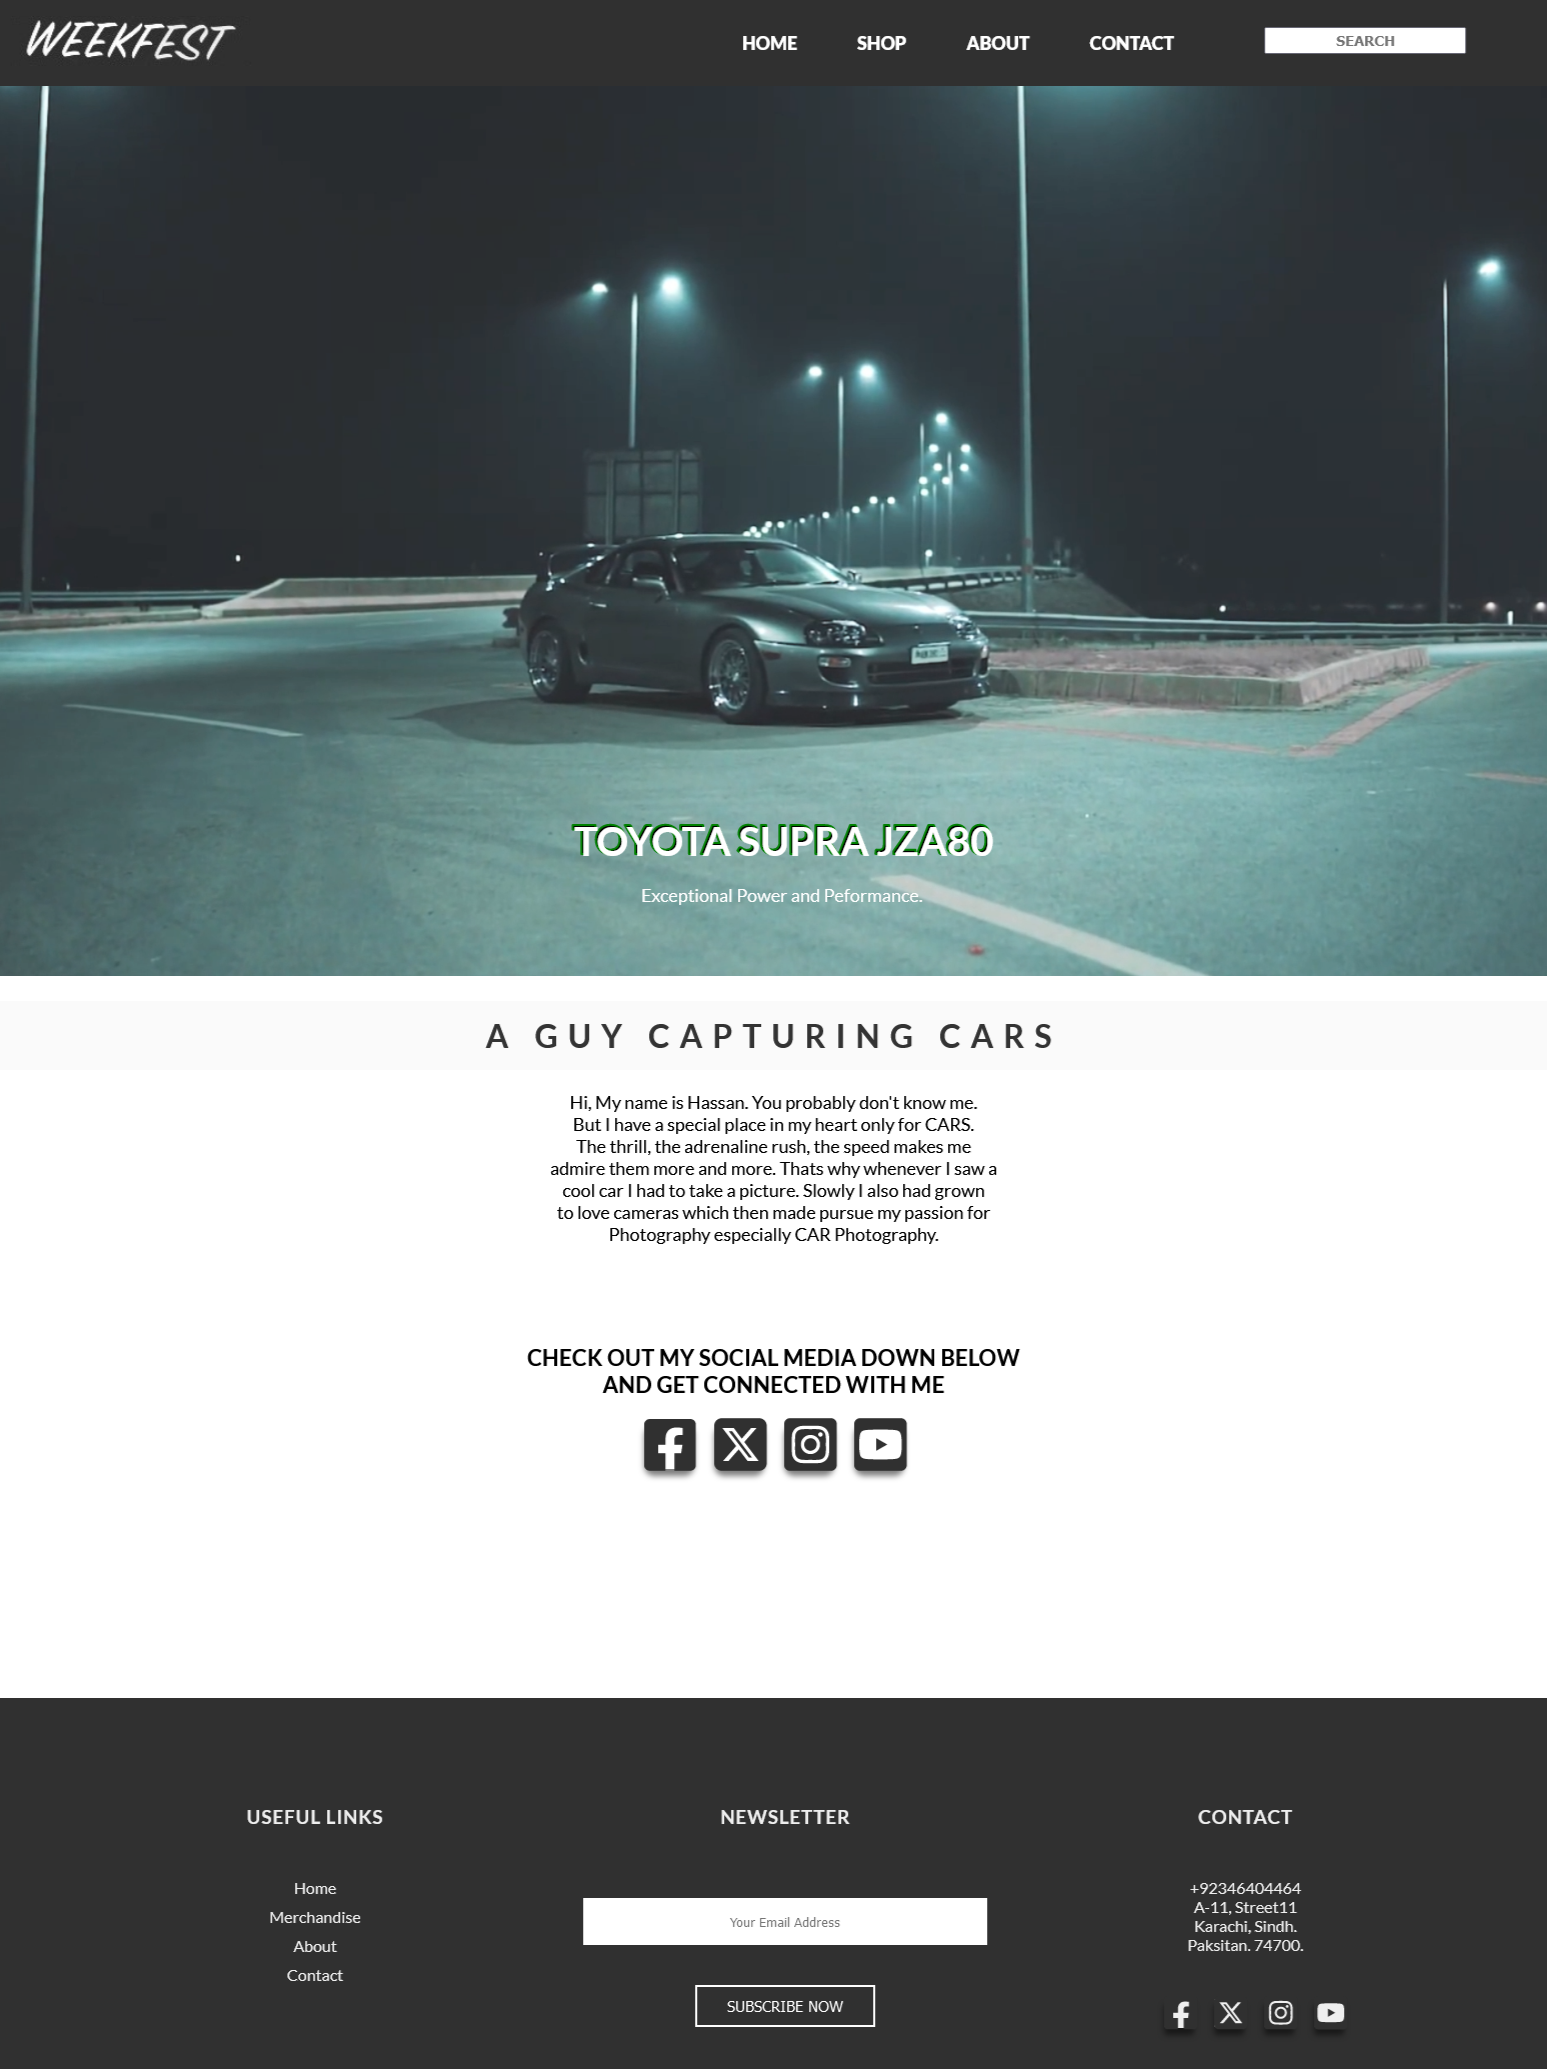 WEEKFEST
HOME SHOP ABOUT CONTACT SEARCH
TOYOTA SUPRA JZA80
Exceptional Power and Peformance.
A GUY CAPTURING CARS
Hi, My name is Hassan. You probably don't know me.
But I have a special place in my heart only for CARS.
The thrill, the adrenaline rush, the speed makes me
admire them more and more. Thats why whenever I saw a
cool car I had to take a picture. Slowly I also had grown
to love cameras which then made pursue my passion for
Photography especially CAR Photography.
CHECK OUT MY SOCIAL MEDIA DOWN BELOW
AND GET CONNECTED WITH ME
USEFUL LINKS
Home
Merchandise
About
Contact
NEWSLETTER
Your Email Address
SUBSCRIBE NOW
CONTACT
+92346404464
A-11, Street11
Karachi, Sindh.
Paksitan. 74700.